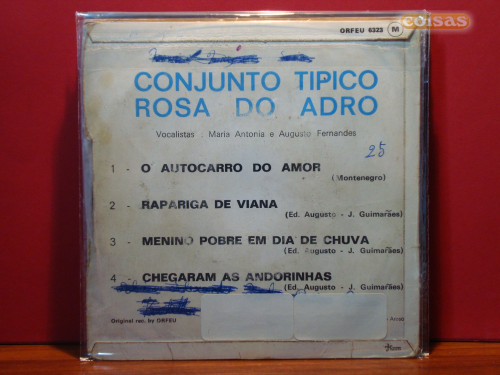 coisas
ORFEU 6323 M
CONJUNTO TIPICO
ROSA DO ADRO
Vocalistas : Maria Antonia e Augusto Fernandes
25
1 - O AUTOCARRO DO AMOR
(Montenegro)
2 - RAPARIGA DE VIANA
(Ed. Augusto - J. Guimarães)
3 - MENINO POBRE EM DIA DE CHUVA
(Ed. Augusto - J. Guimarães)
4 - CHEGARAM AS ANDORINHAS
(Ed. Augusto - J. Guimarães)
Original rec. by ORFEU